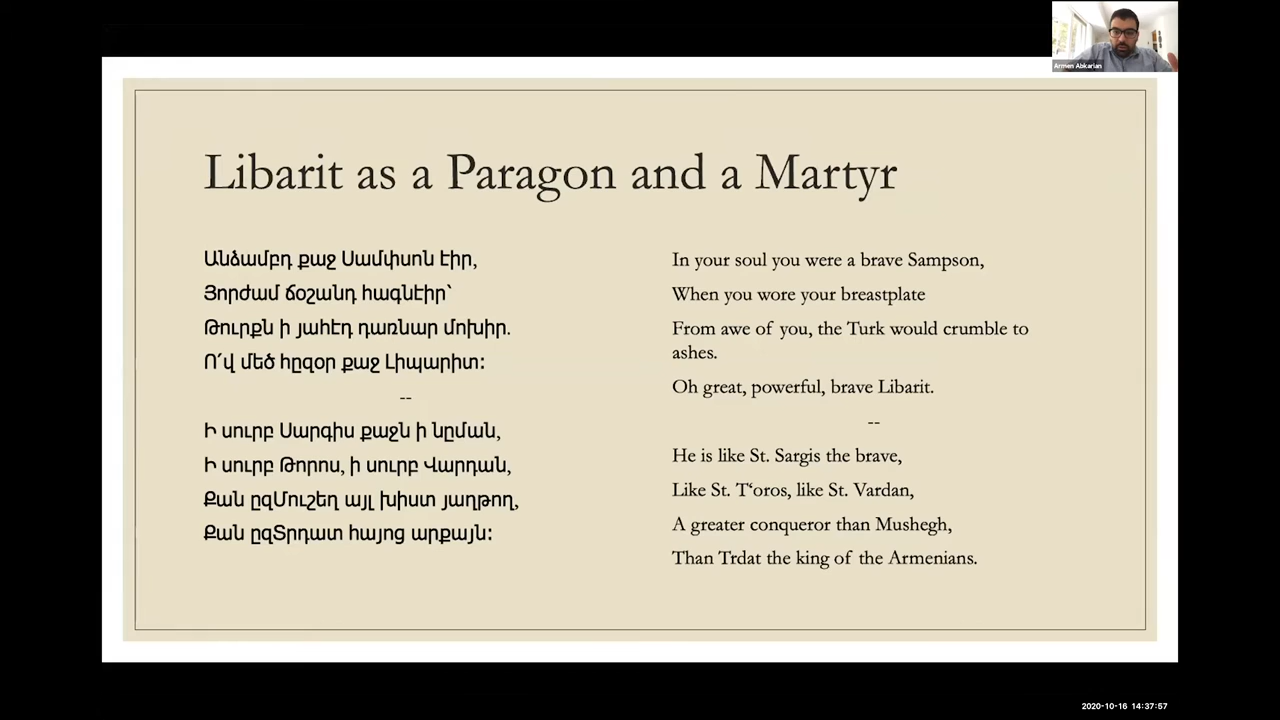 Armen Abkarian
Libarit as a Paragon and a Martyr
Անձամբդ քաջ Սամփսոն էիր,
Յորժամ ճօշանդ հագնէիր՝
Թուրքն ի յահէդ դառնար մոխիր.
Ո՛վ մեծ հըզօր քաջ Լիպարիտ:
--
Ի սուրբ Սարգիս քաջն ի նըման,
Ի սուրբ Թորոս, ի սուրբ Վարդան,
Քան ըզՄուշեղ այլ խիստ յաղթող,
Քան ըզՏրդատ հայոց արքայն:
In your soul you were a brave Sampson,
When you wore your breastplate
From awe of you, the Turk would crumble to
ashes.
Oh great, powerful, brave Libarit.
--
He is like St. Sargis the brave,
Like St. T‘oros, like St. Vardan,
A greater conqueror than Mushegh,
Than Trdat the king of the Armenians.
2020-10-16 14:37:57